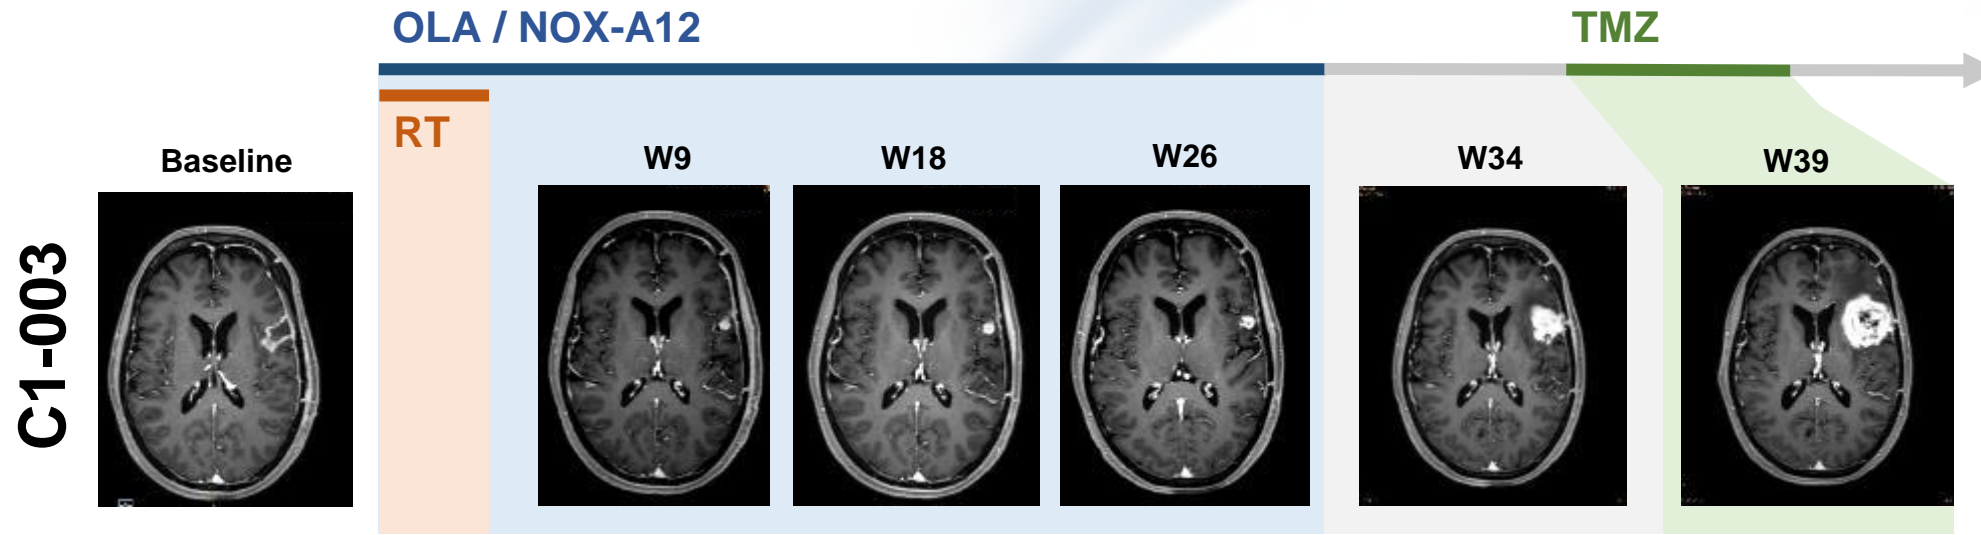 OLA / NOX-A12
TMZ
RT
Baseline
W9
W18
W26
W34
W39
C1-003